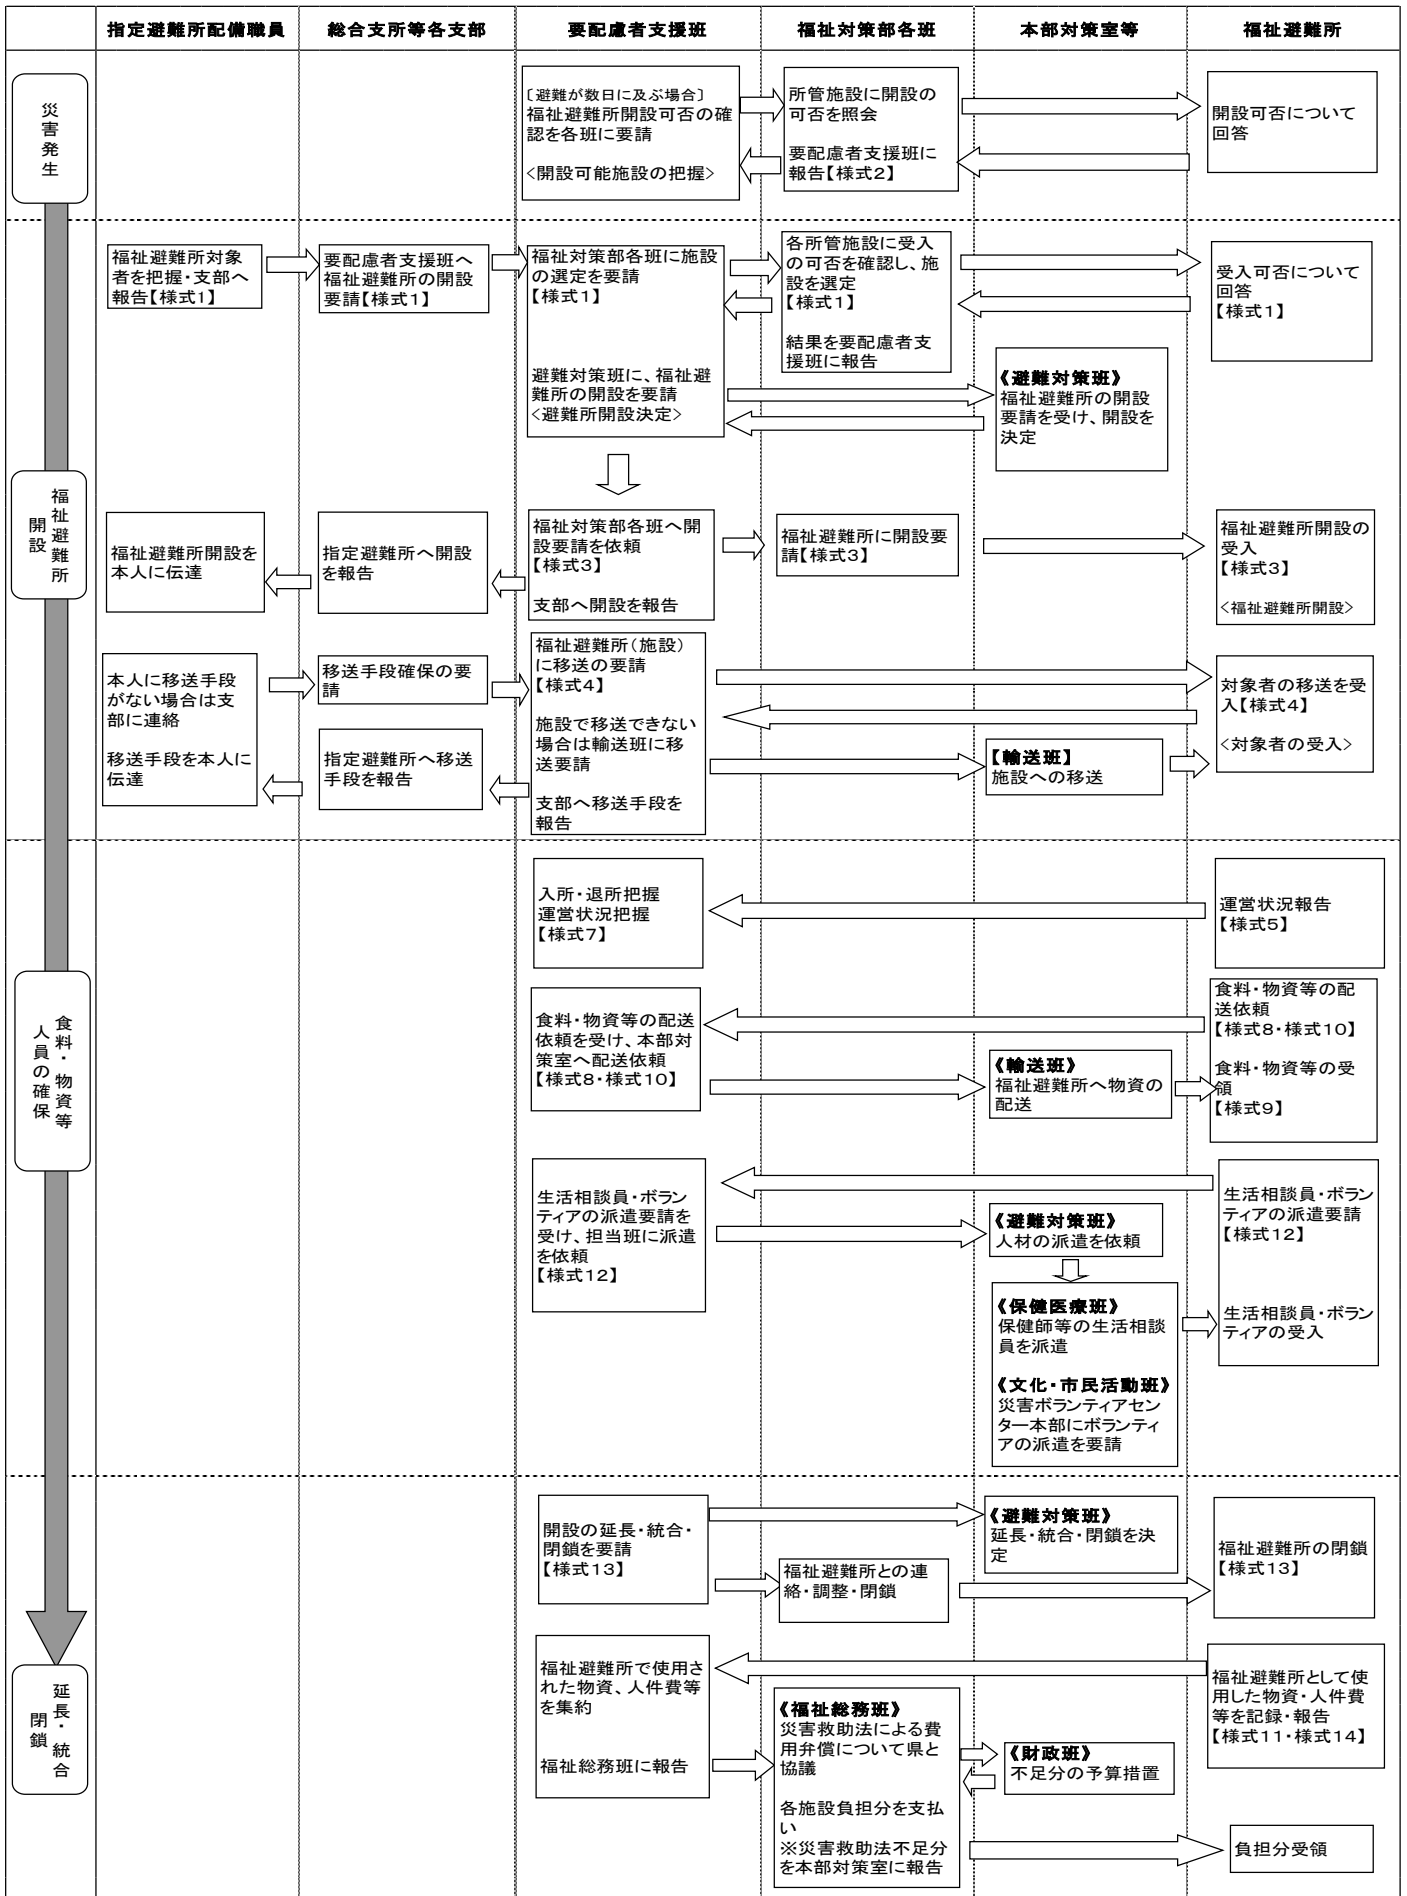 指定避難所配備職員
総合支所等各支部
要配慮者支援班
福祉対策部各班
本部対策室等
福祉避難所
災害発生
〔避難が数日に及ぶ場合〕
福祉避難所開設可否の確
認を各班に要請
<開設可能施設の把握>
所管施設に開設の
可否を照会
要配慮者支援班に
報告【様式2】
開設可否について
回答
福祉避難所対象
者を把握・支部へ
報告【様式1】
要配慮者支援班へ
福祉避難所の開設
要請【様式1】
福祉対策部各班に施設
の選定を要請
【様式1】
避難対策班に、福祉避
難所の開設を要請
<避難所開設決定>
各所管施設に受入
の可否を確認し、施
設を選定
【様式1】
結果を要配慮者支
援班に報告
《避難対策班》
福祉避難所の開設
要請を受け、開設を
決定
受入可否について
回答
【様式1】
福祉避難所
開設
福祉避難所開設を
本人に伝達
指定避難所へ開設
を報告
福祉対策部各班へ開
設要請を依頼
【様式3】
支部へ開設を報告
福祉避難所に開設要
請【様式3】
福祉避難所開設の
受入
【様式3】
<福祉避難所開設>
本人に移送手段
がない場合は支
部に連絡
移送手段を本人に
伝達
移送手段確保の要
請
指定避難所へ移送
手段を報告
福祉避難所(施設)
に移送の要請
【様式4】
施設で移送できない
場合は輸送班に移
送要請
支部へ移送手段を
報告
【輸送班】
施設への移送
対象者の移送を受
入【様式4】
<対象者の受入>
入所・退所把握
運営状況把握
【様式7】
運営状況報告
【様式5】
食料・物資等
人員の確保
食料・物資等の配送
依頼を受け、本部対
策室へ配送依頼
【様式8・様式10】
《輸送班》
福祉避難所へ物資の
配送
食料・物資等の配
送依頼
【様式8・様式10】
食料・物資等の受
領
【様式9】
生活相談員・ボラン
ティアの派遣要請を
受け、担当班に派遣
を依頼
【様式12】
《避難対策班》
人材の派遣を依頼
《保健医療班》
保健師等の生活相談
員を派遣
《文化・市民活動班》
災害ボランティアセン
ター本部にボランティ
アの派遣を要請
生活相談員・ボラン
ティアの派遣要請
【様式12】
生活相談員・ボラン
ティアの受入
開設の延長・統合・
閉鎖を要請
【様式13】
福祉避難所との連
絡・調整・閉鎖
《避難対策班》
延長・統合・閉鎖を決
定
福祉避難所の閉鎖
【様式13】
延長・統合
閉鎖
福祉避難所で使用さ
れた物資、人件費等
を集約
福祉総務班に報告
《福祉総務班》
災害救助法による費
用弁償について県と
協議
各施設負担分を支払
い
※災害救助法不足分
を本部対策室に報告
《財政班》
不足分の予算措置
福祉避難所として使
用した物資・人件費
等を記録・報告
【様式11・様式14】
負担分受領